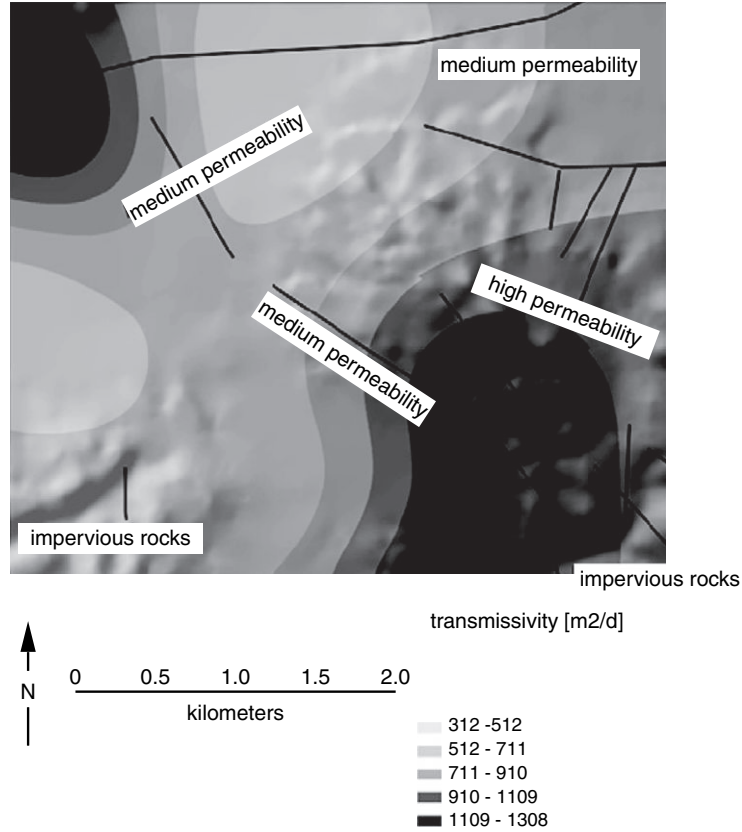 medium permeability
medium permeability
high permeability
medium permeability
impervious rocks
impervious rocks
transmissivity [m2/d]
N
0 0.5 1.0 1.5 2.0
kilometers
312 -512
512 - 711
711 - 910
910 - 1109
1109 - 1308